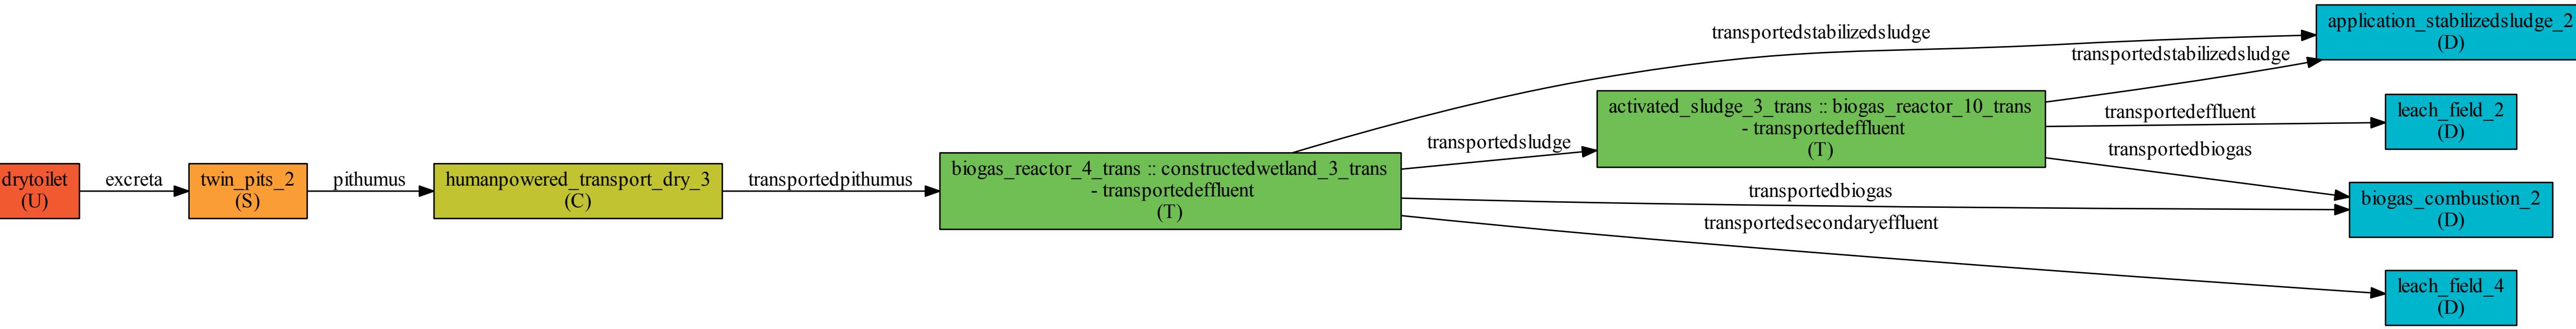 drytoilet
(U)
excreta
twin_pits_2
(S)
pithumus
humanpowered_transport_dry_3
(C)
transportedpithumus
biogas_reactor_4_trans :: constructedwetland_3_trans
- transportedeffluent
(T)
transportedstabilizedsludge
transportedsludge
transportedbiogas
transportedsecondaryeffluent
activated_sludge_3_trans :: biogas_reactor_10_trans
- transportedeffluent
(T)
transportedstabilizedsludge
transportedeffluent
transportedbiogas
application_stabilizedsludge_2
(D)
leach_field_2
(D)
biogas_combustion_2
(D)
leach_field_4
(D)